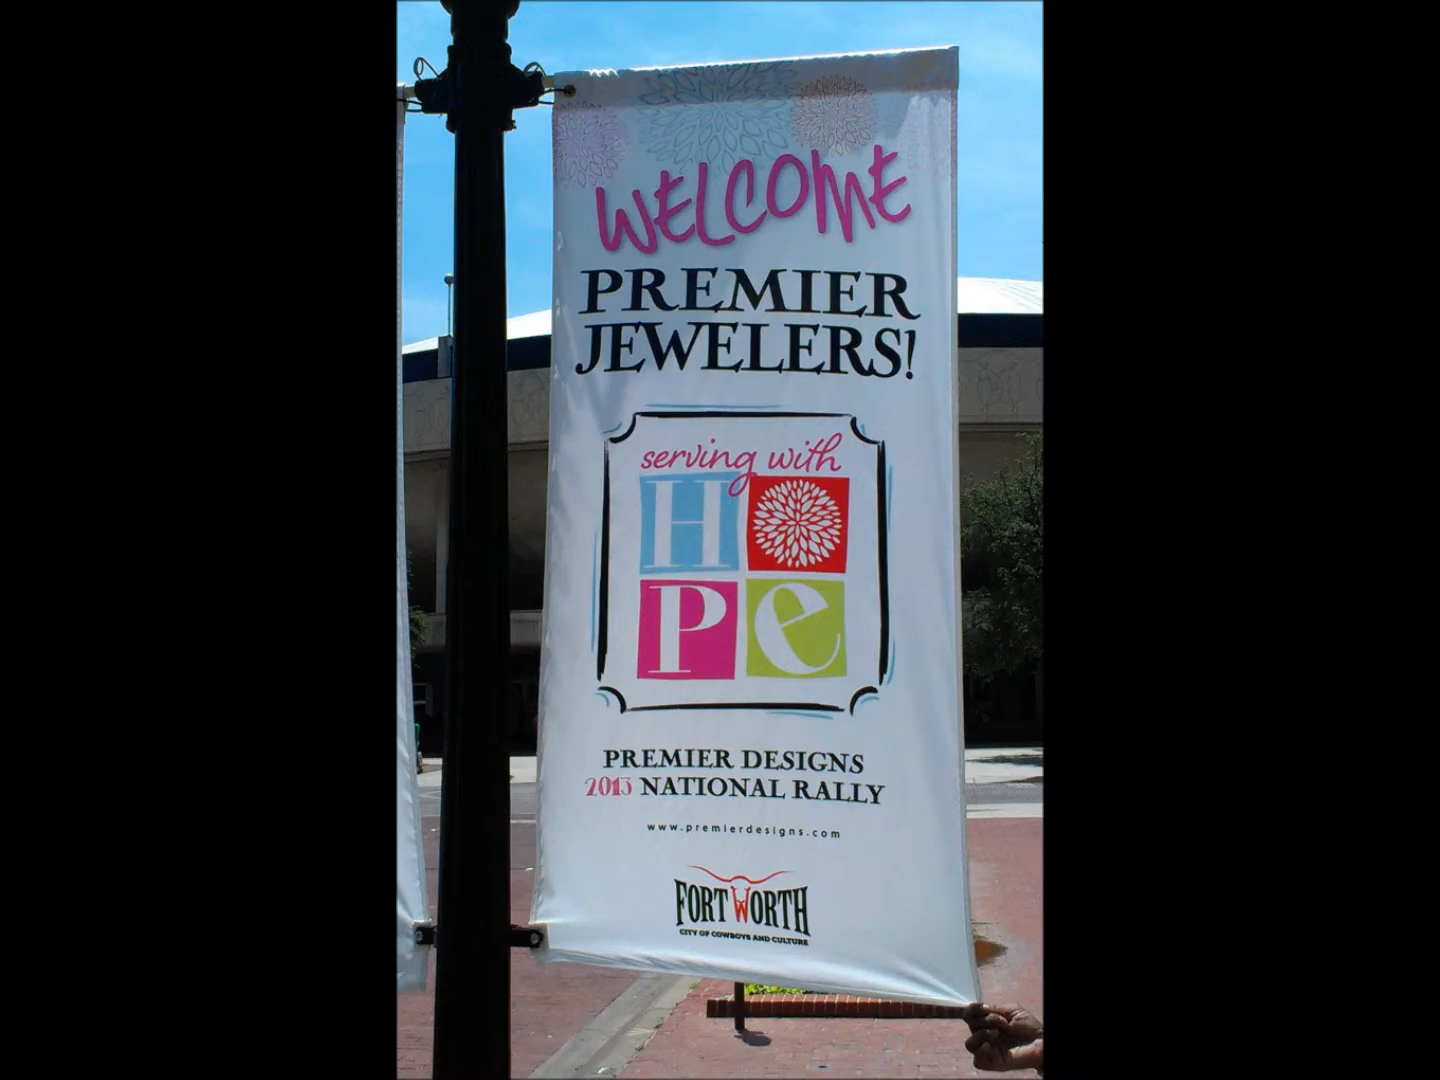 WELCOME
PREMIER
JEWELERS!
serving with
HOPe
PREMIER DESIGNS
2013 NATIONAL RALLY
www.premierdesigns.com
FORT WORTH
CITY OF COWBOYS AND CULTURE